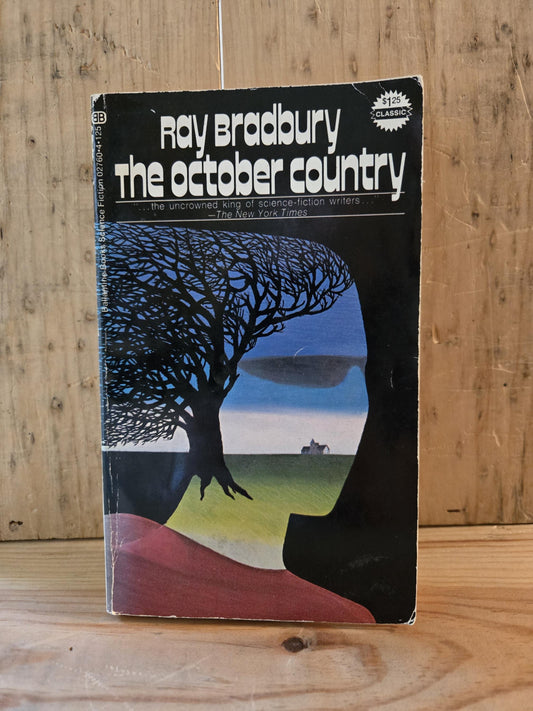 Ray Bradbury
The October Country
"...the uncrowned king of science-fiction writers..."
—The New York Times
$1.25
CLASSIC
BB
Ballantine Books Science Fiction 02760-4-125